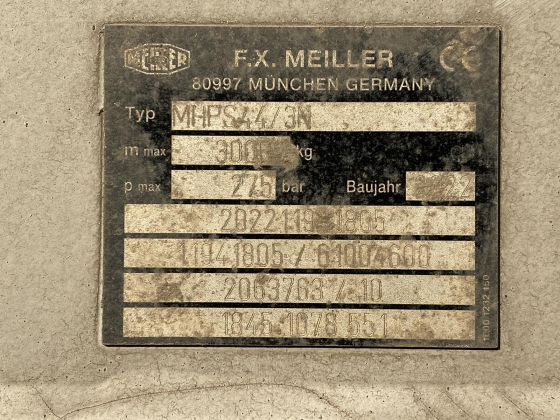 MEILLER F.X. MEILLER CE
80997 MÜNCHEN GERMANY
Typ MHPS44/3N
m max kg
p max 275 bar Baujahr
11941805 / 61004600
2063763 / 10
1845 1078 551